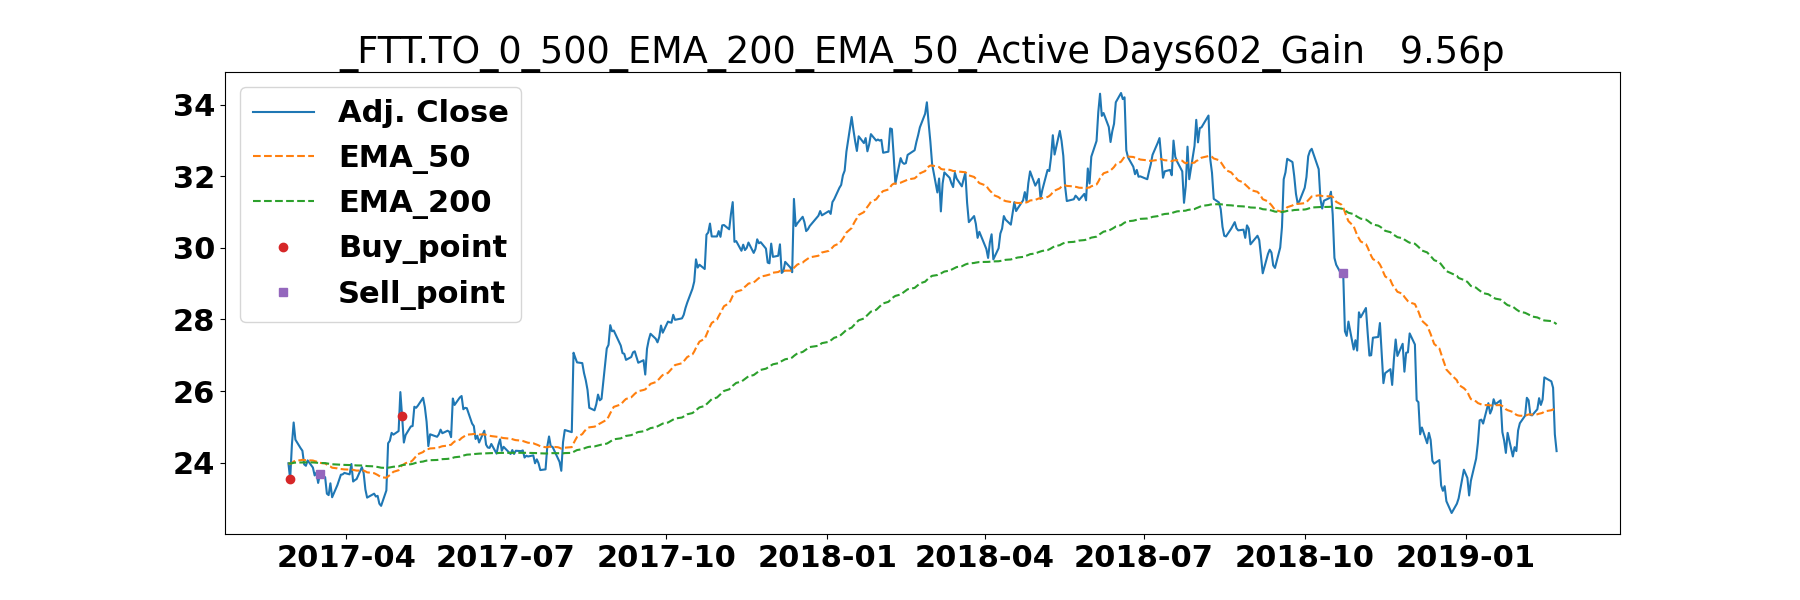 _FTT.TO_0_500_EMA_200_EMA_50_Active Days602_Gain   9.56p
34
32
30
28
26
24
Adj. Close
EMA_50
EMA_200
Buy_point
Sell_point
2017-04 2017-07 2017-10 2018-01 2018-04 2018-07 2018-10 2019-01